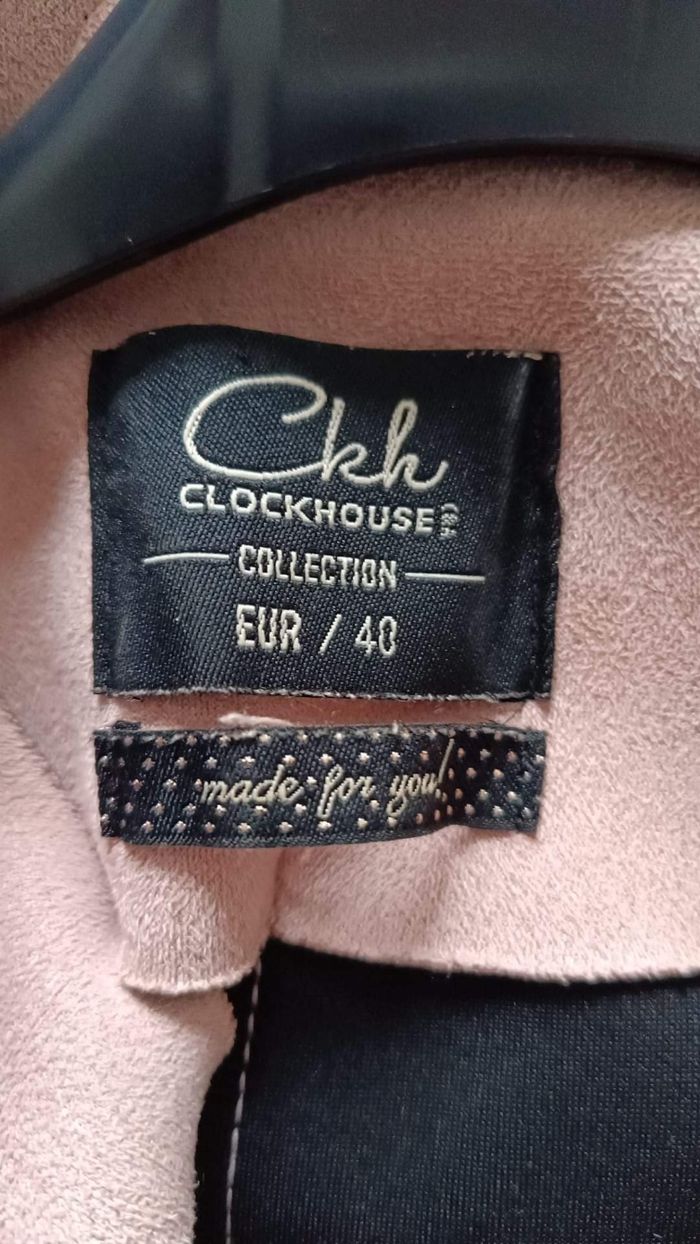 Ckh
CLOCKHOUSE C&A
COLLECTION
EUR / 40
made for you!